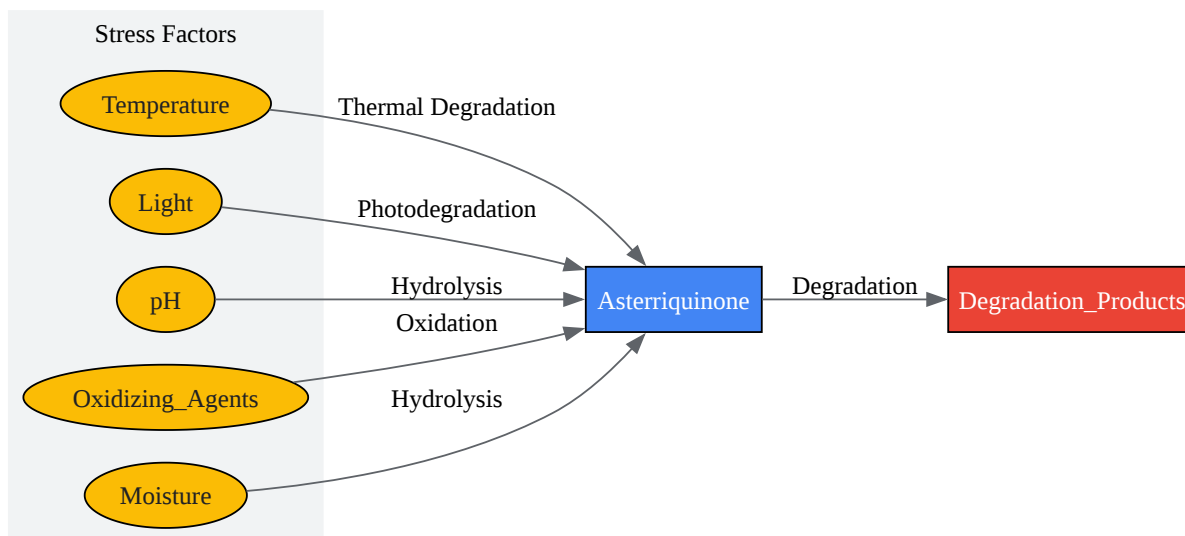 Stress Factors
Temperature
Thermal Degradation
Light
Photodegradation
pH
Hydrolysis
Asterriquinone
Degradation
Degradation_Products
Oxidation
Oxidizing_Agents
Hydrolysis
Moisture